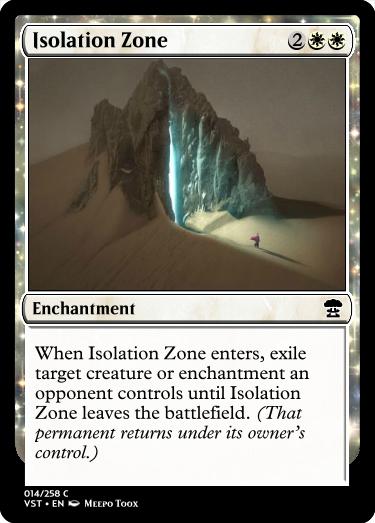 Isolation Zone 2
Enchantment
When Isolation Zone enters, exile
target creature or enchantment an
opponent controls until Isolation
Zone leaves the battlefield. (That
permanent returns under its owner's
control.)
014/258 C
VST • EN Meepo Toox